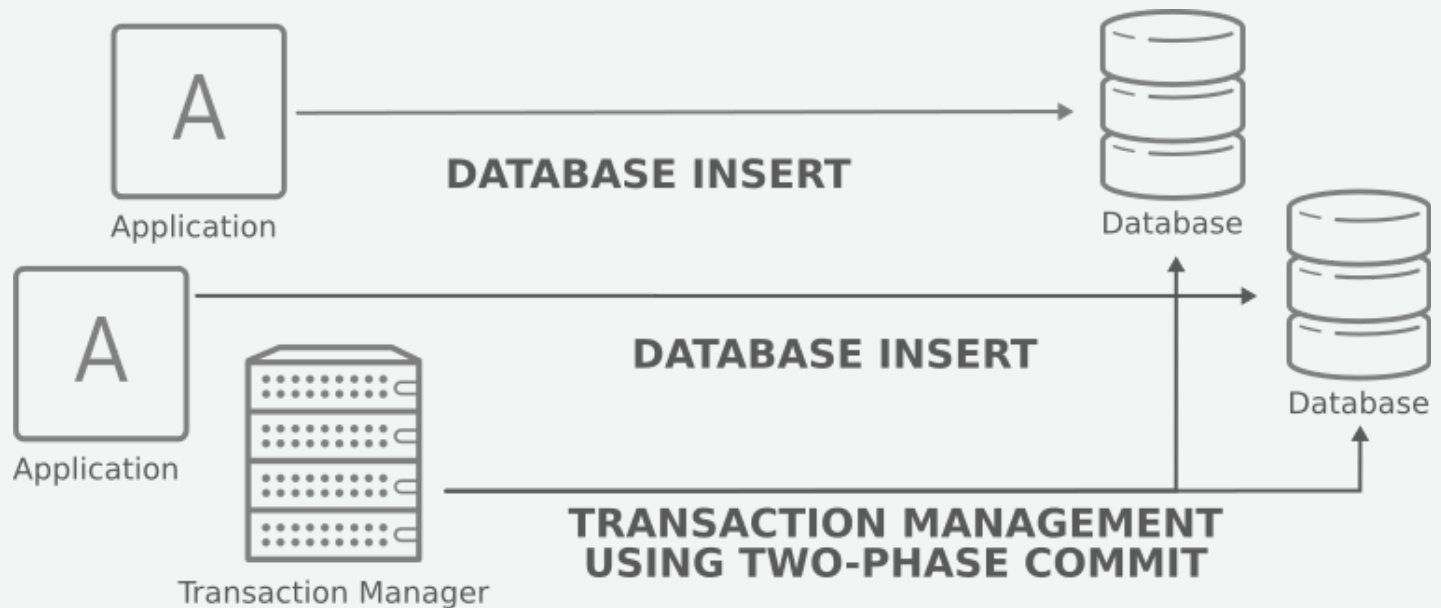 A
DATABASE INSERT
Application
Database
A
DATABASE INSERT
Database
Application
TRANSACTION MANAGEMENT
USING TWO-PHASE COMMIT
Transaction Manager